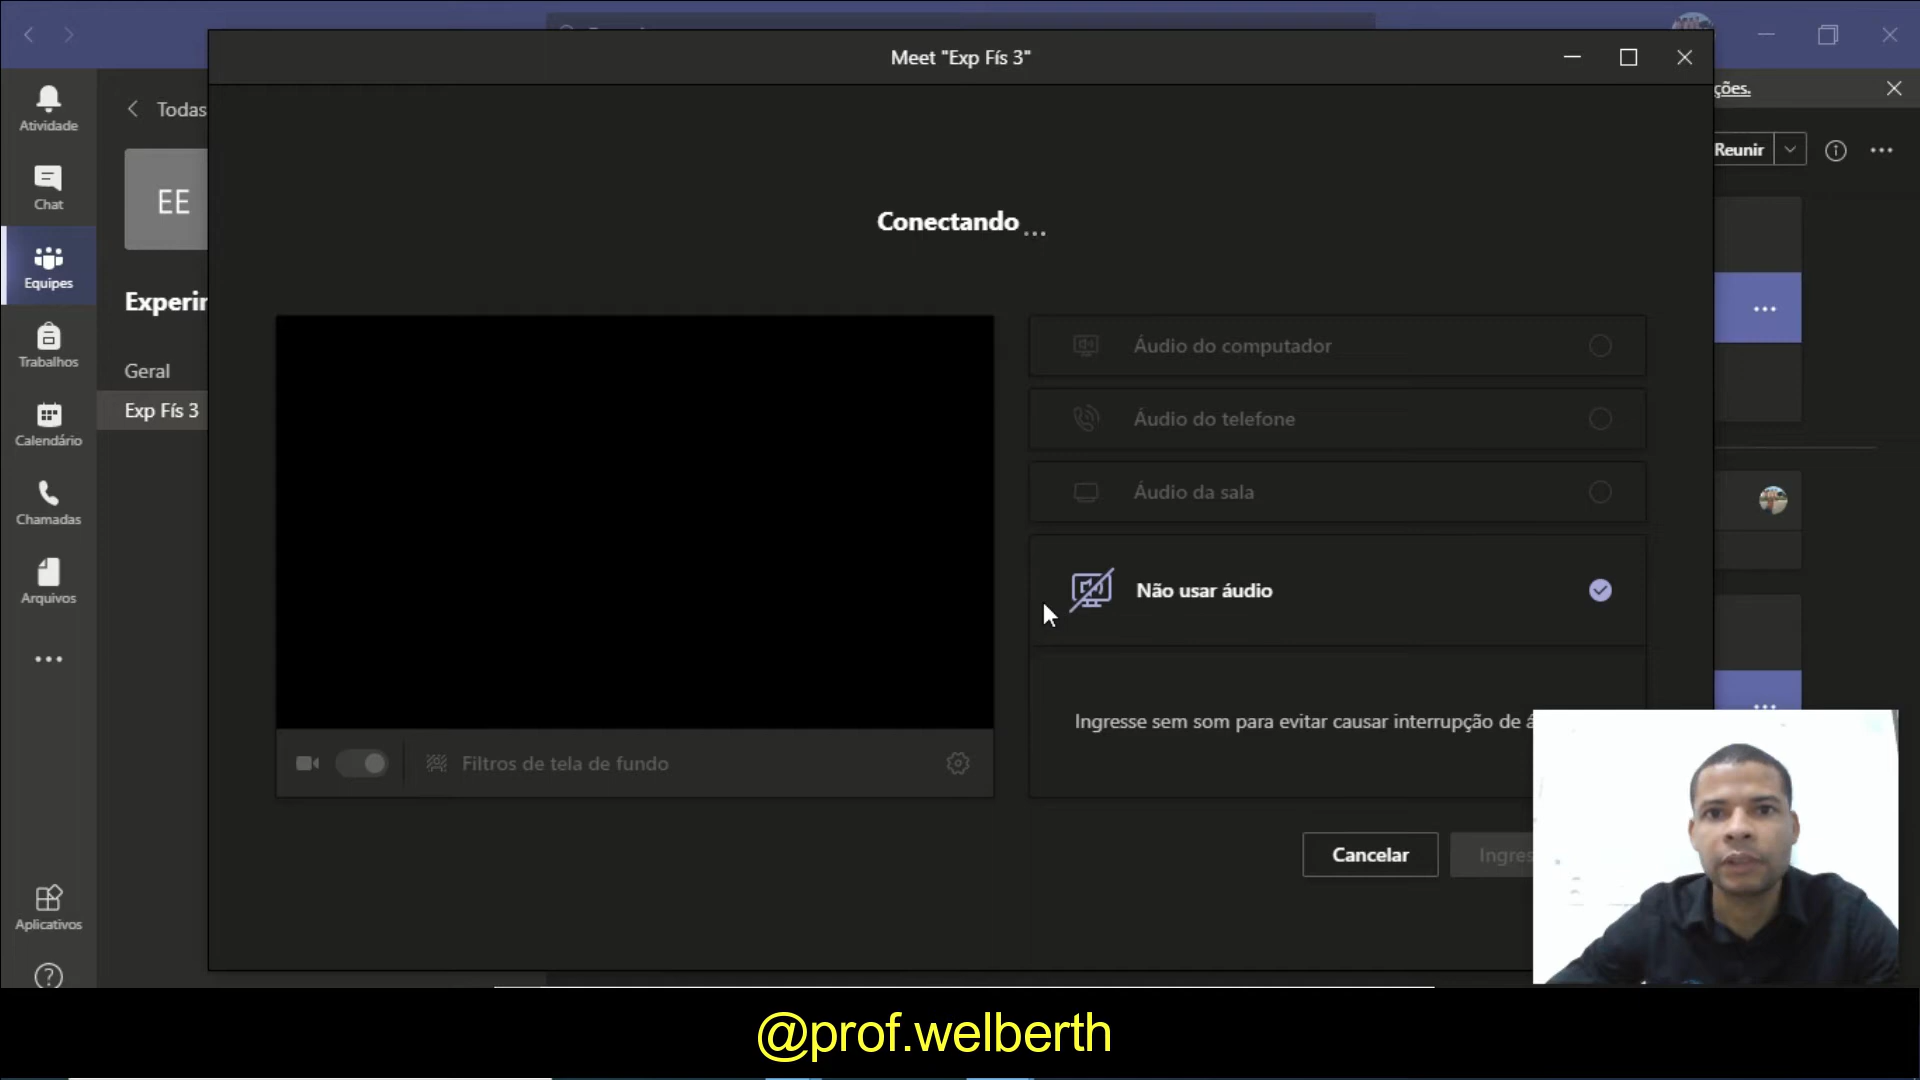 Meet "Exp Fís 3"
ções.
Atividade
Todas
Reunir
Chat
EE
Conectando...
Equipes
Experir
Áudio do computador
Trabalhos
Geral
Exp Fís 3
Áudio do telefone
Calendário
Áudio da sala
Chamadas
Não usar áudio
Arquivos
Ingresse sem som para evitar causar interrupção de á
Filtros de tela de fundo
Cancelar
Ingres
Aplicativos
@prof.welberth